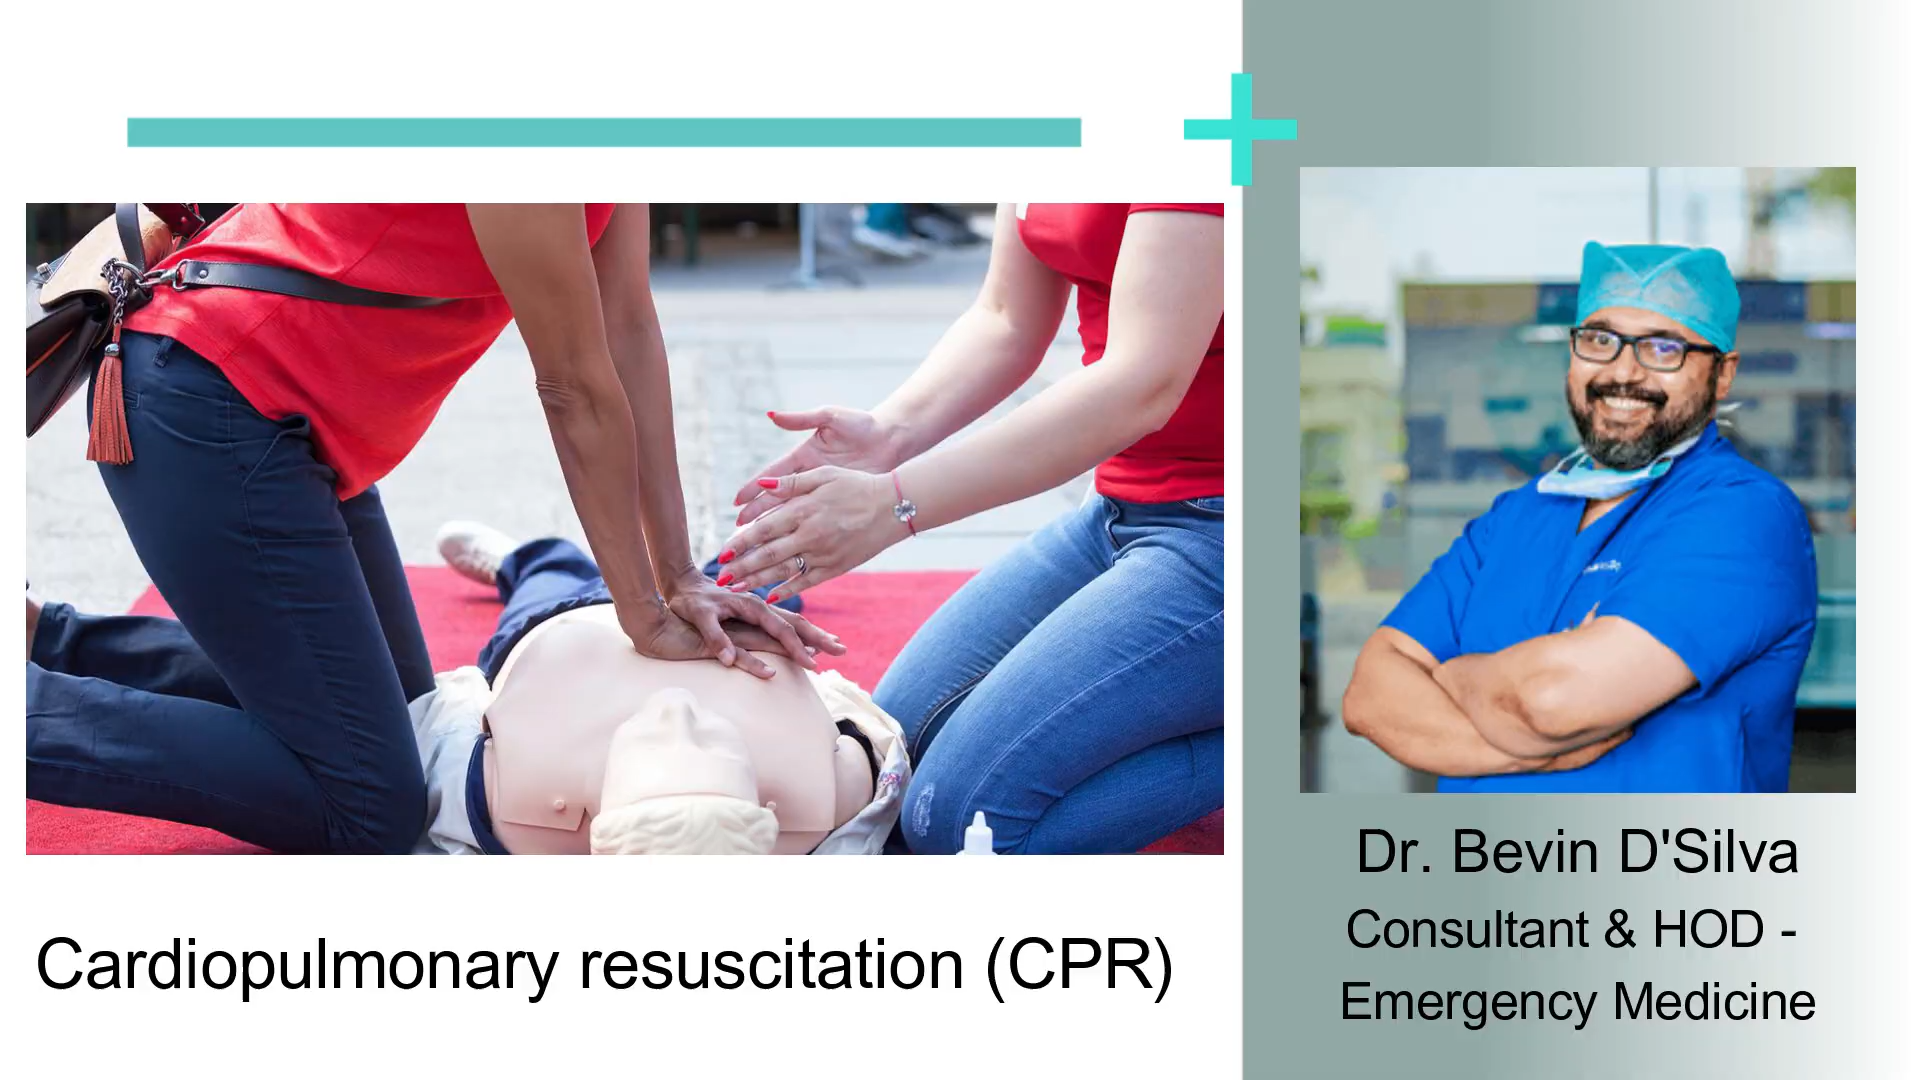 Cardiopulmonary resuscitation (CPR)
Dr. Bevin D'Silva
Consultant & HOD -
Emergency Medicine